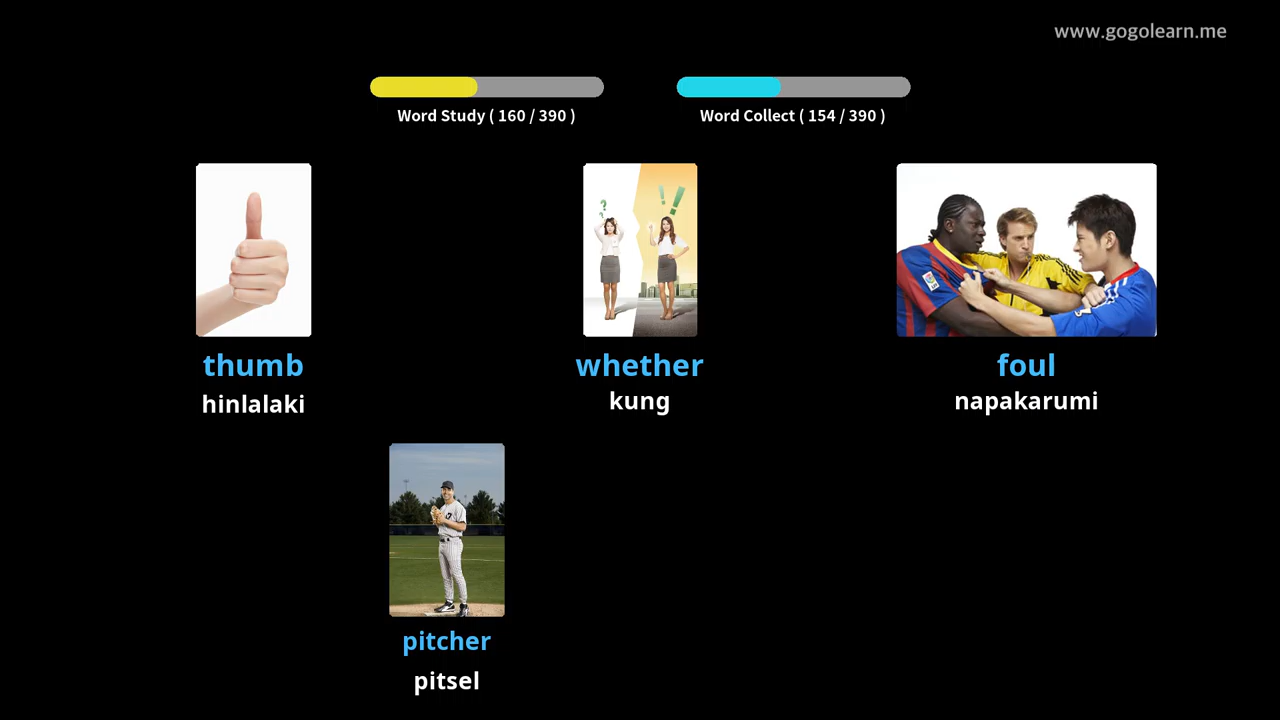 www.gogolearn.me
Word Study ( 160 / 390 )
Word Collect ( 154 / 390 )
thumb
hinlalaki
whether
kung
foul
napakarumi
pitcher
pitsel